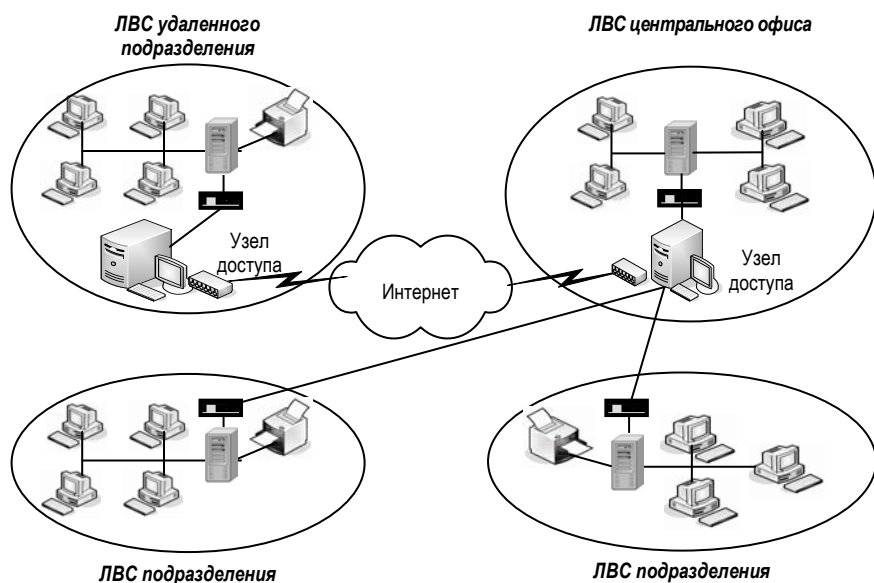 ЛВС удаленного
подразделения
ЛВС центрального офиса
Узел
доступа
Интернет
Узел
доступа
ЛВС подразделения
ЛВС подразделения